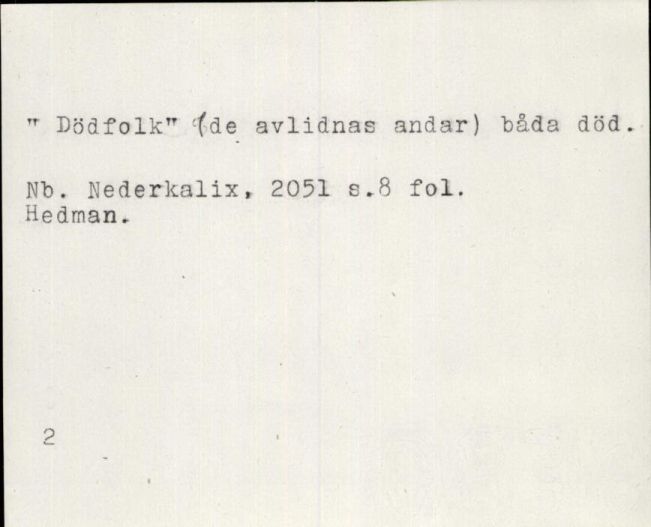 " Dödfolk" (de avlidnas andar) båda död.
Nb. Nederkalix, 2051 s.8 fol.
Hedman.
2